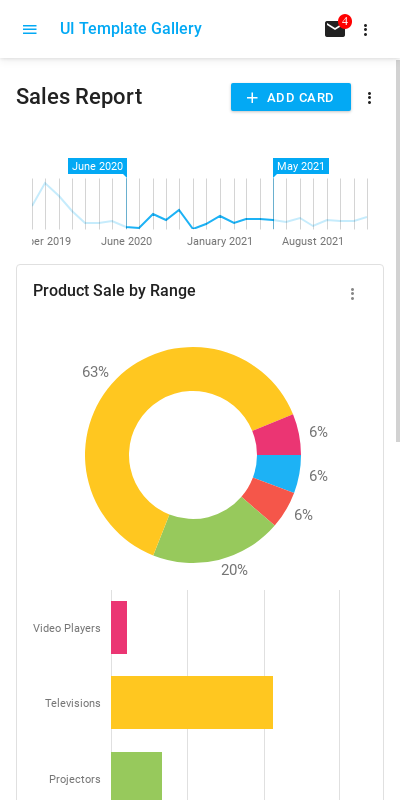 UI Template Gallery
4
Sales Report
ADD CARD
June 2020
May 2021
ber 2019
June 2020
January 2021
August 2021
Product Sale by Range
63%
6%
6%
6%
20%
Video Players
Televisions
Projectors